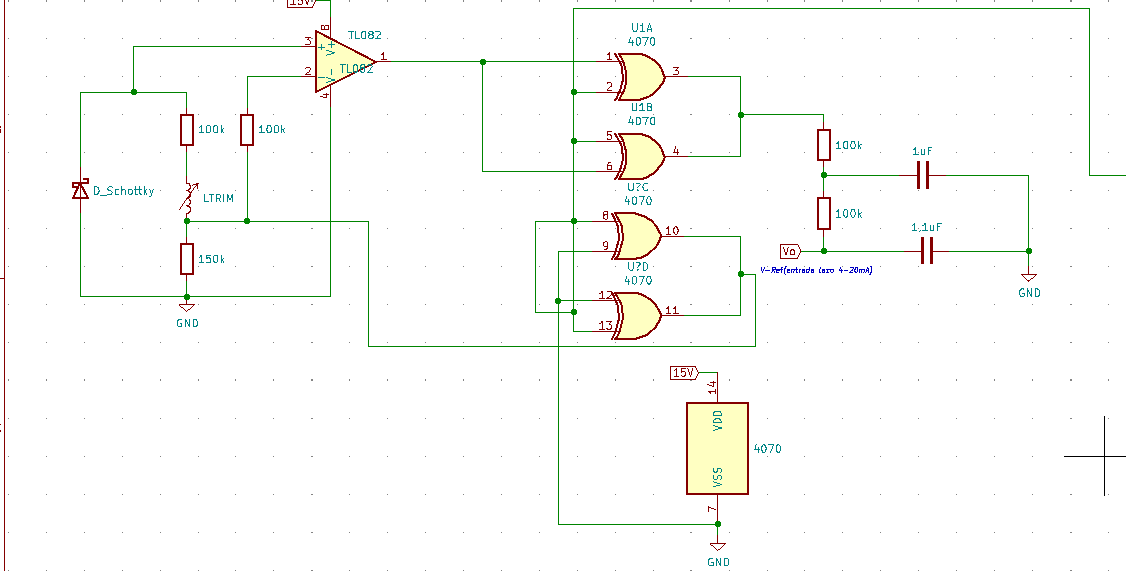 15V
8
TL082
3
+
V+
1
TL082
2
-
V-
4
100k
100k
D_Schottky
LTRIM
150k
GND
U1A
4070
1
2
3
U1B
4070
5
6
4
U?C
4070
8
9
10
U?D
4070
12
13
11
100k
1uF
100k
1.1uF
Vo
V-Ref(entrada lazo 4-20mA)
GND
15V
14
VDD
4070
VSS
7
GND